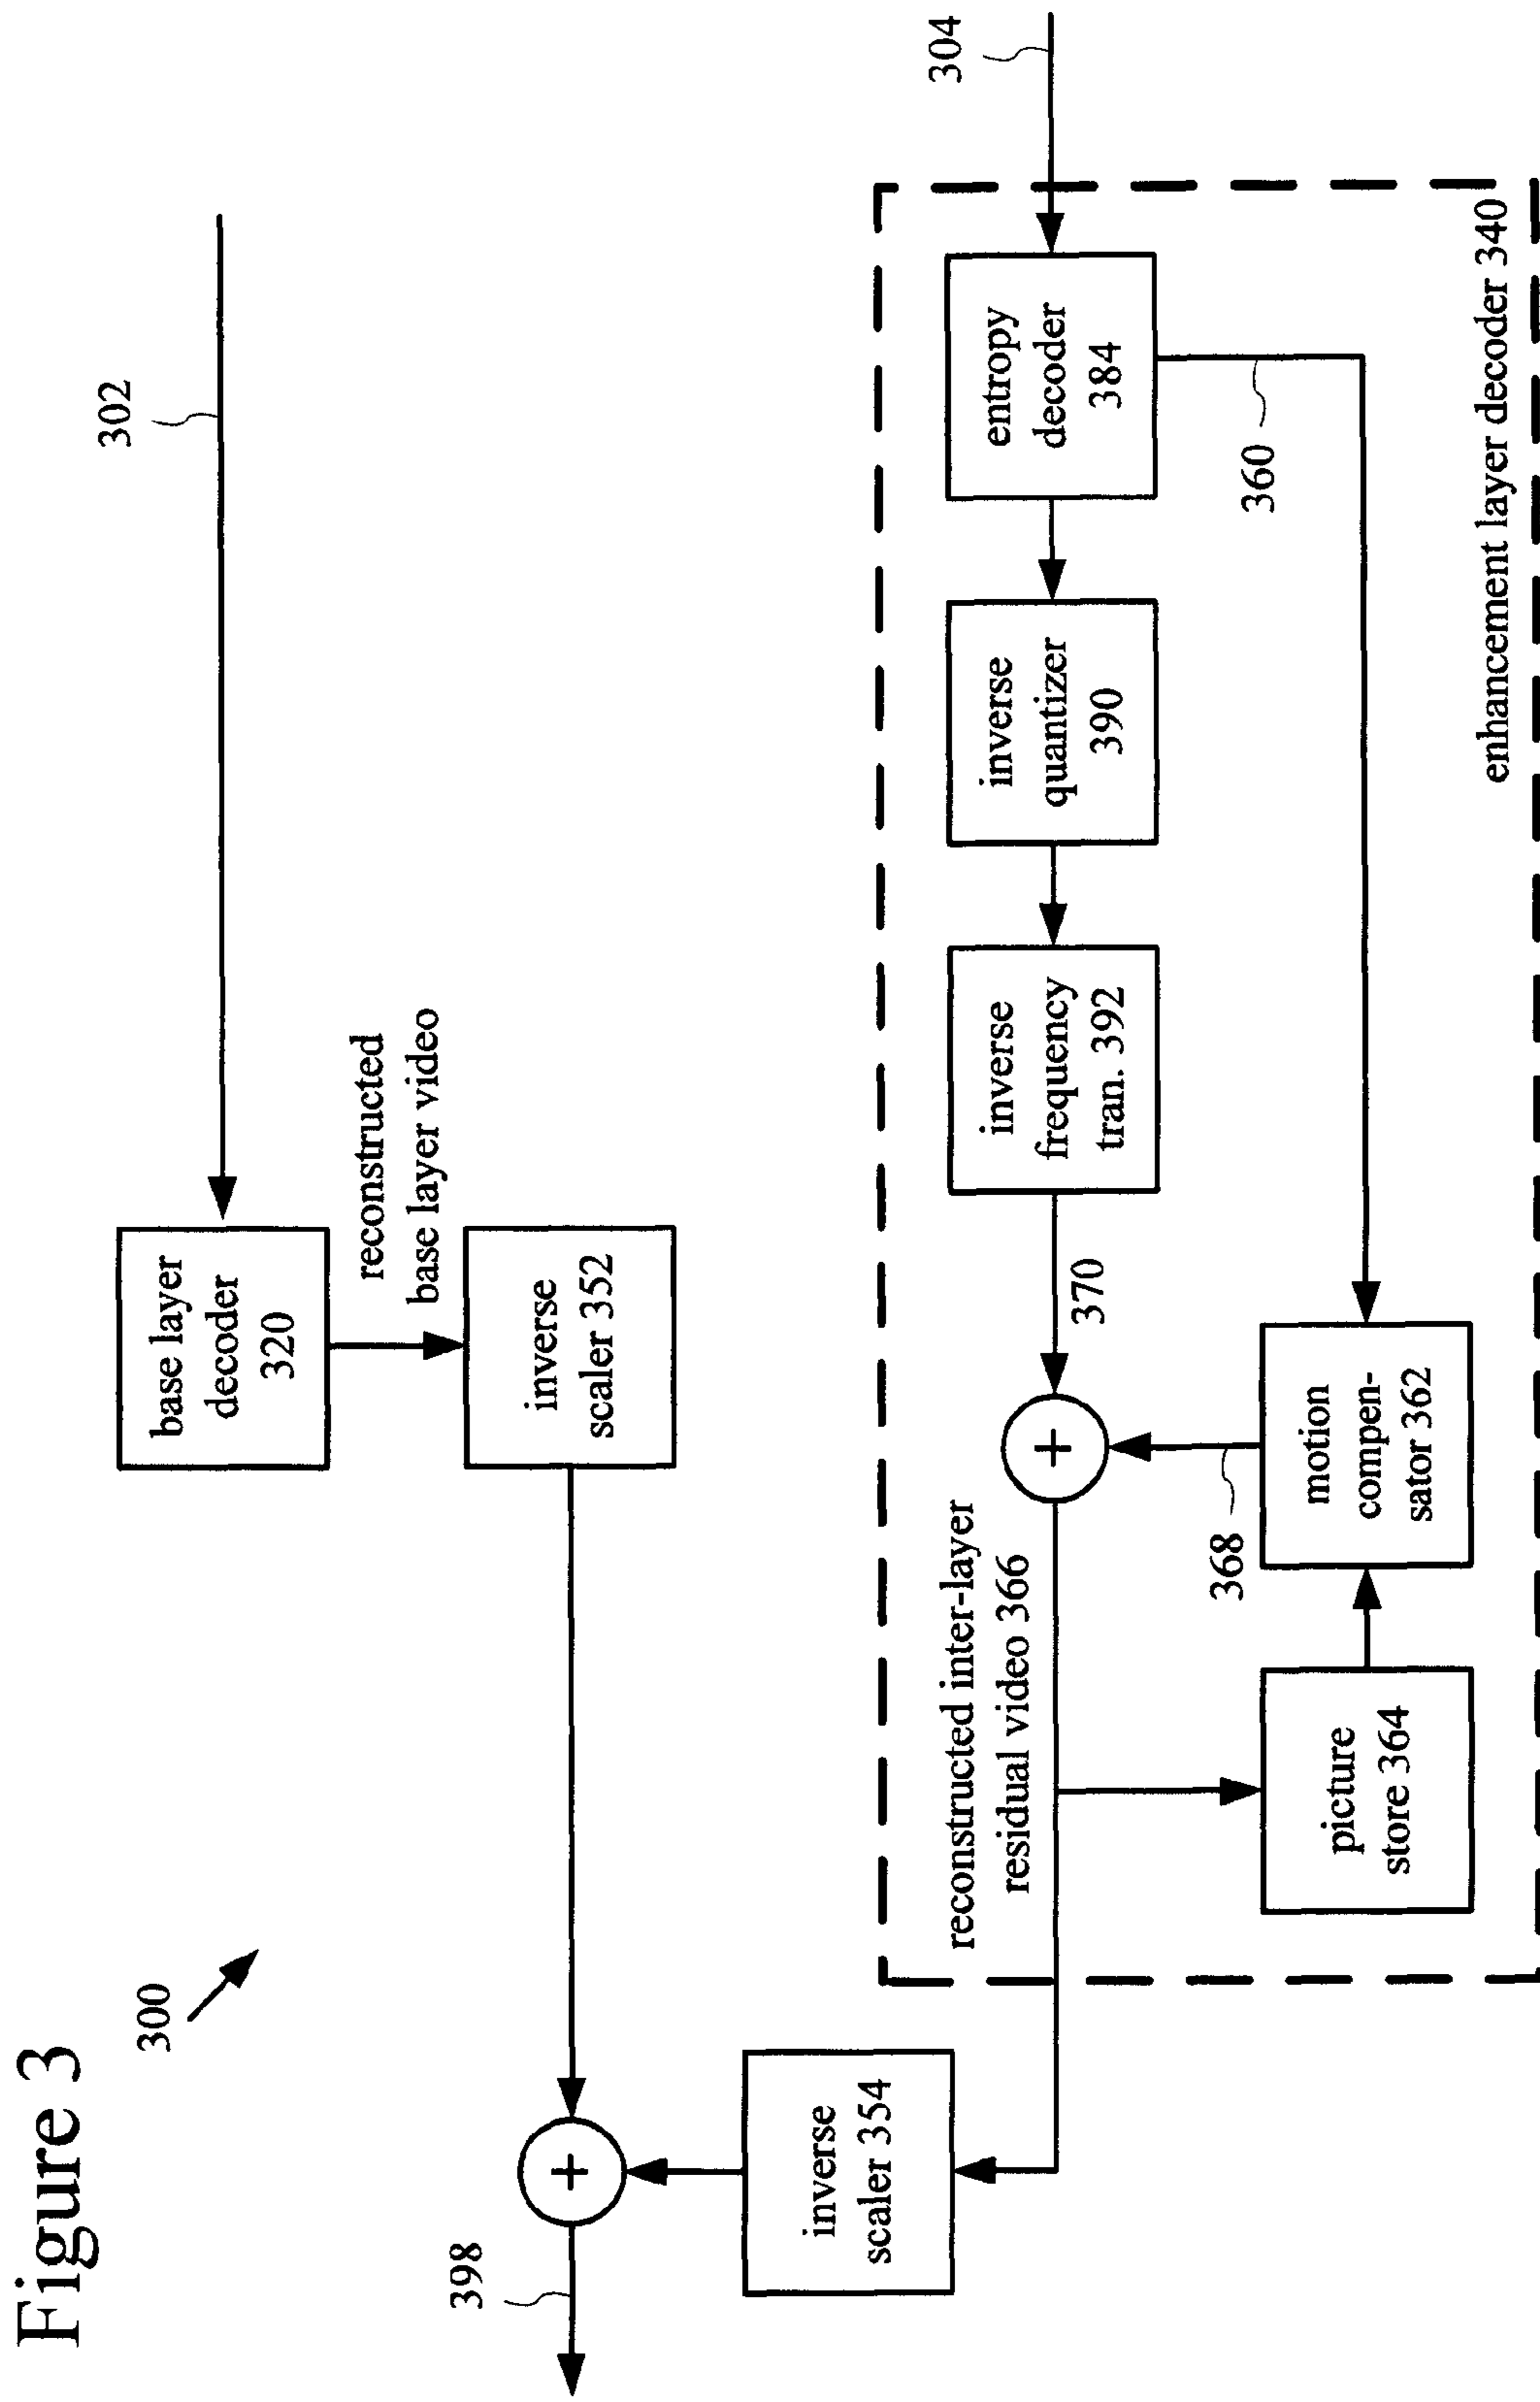 Figure 3
300
302
base layer
decoder
320
reconstructed
base layer video
inverse
scaler 352
398
inverse
scaler 354
304
entropy
decoder
384
360
inverse
quantizer
390
inverse
frequency
tran. 392
370
+
+
reconstructed inter-layer
residual video 366
368
motion
compen-
sator 362
picture
store 364
enhancement layer decoder 340